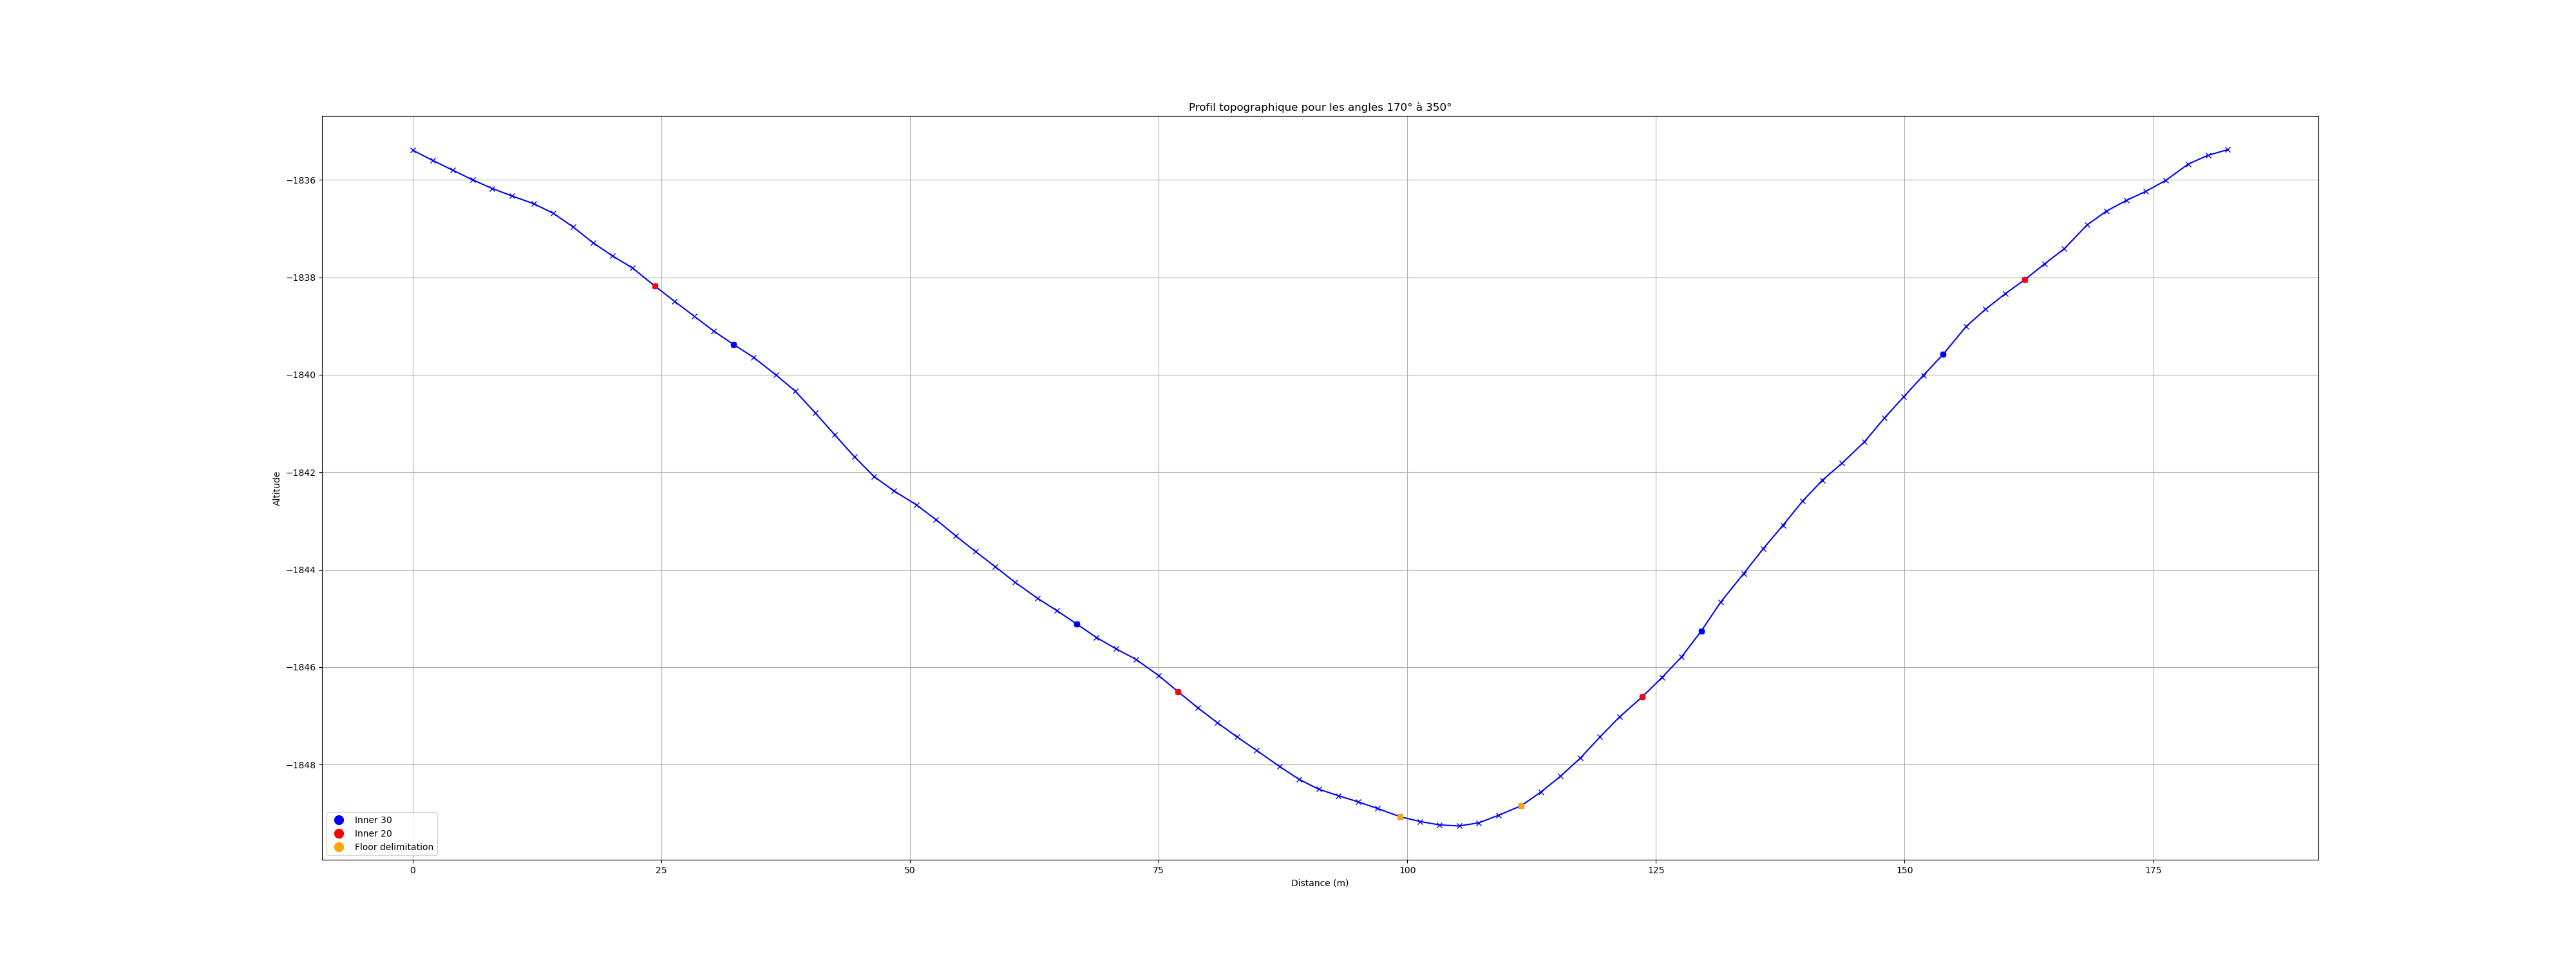 Profil topographique pour les angles 170° à 350°
Altitude
−1836
−1838
−1840
−1842
−1844
−1846
−1848
Inner 30
Inner 20
Floor delimitation
0 25 50 75 100 125 150 175
Distance (m)